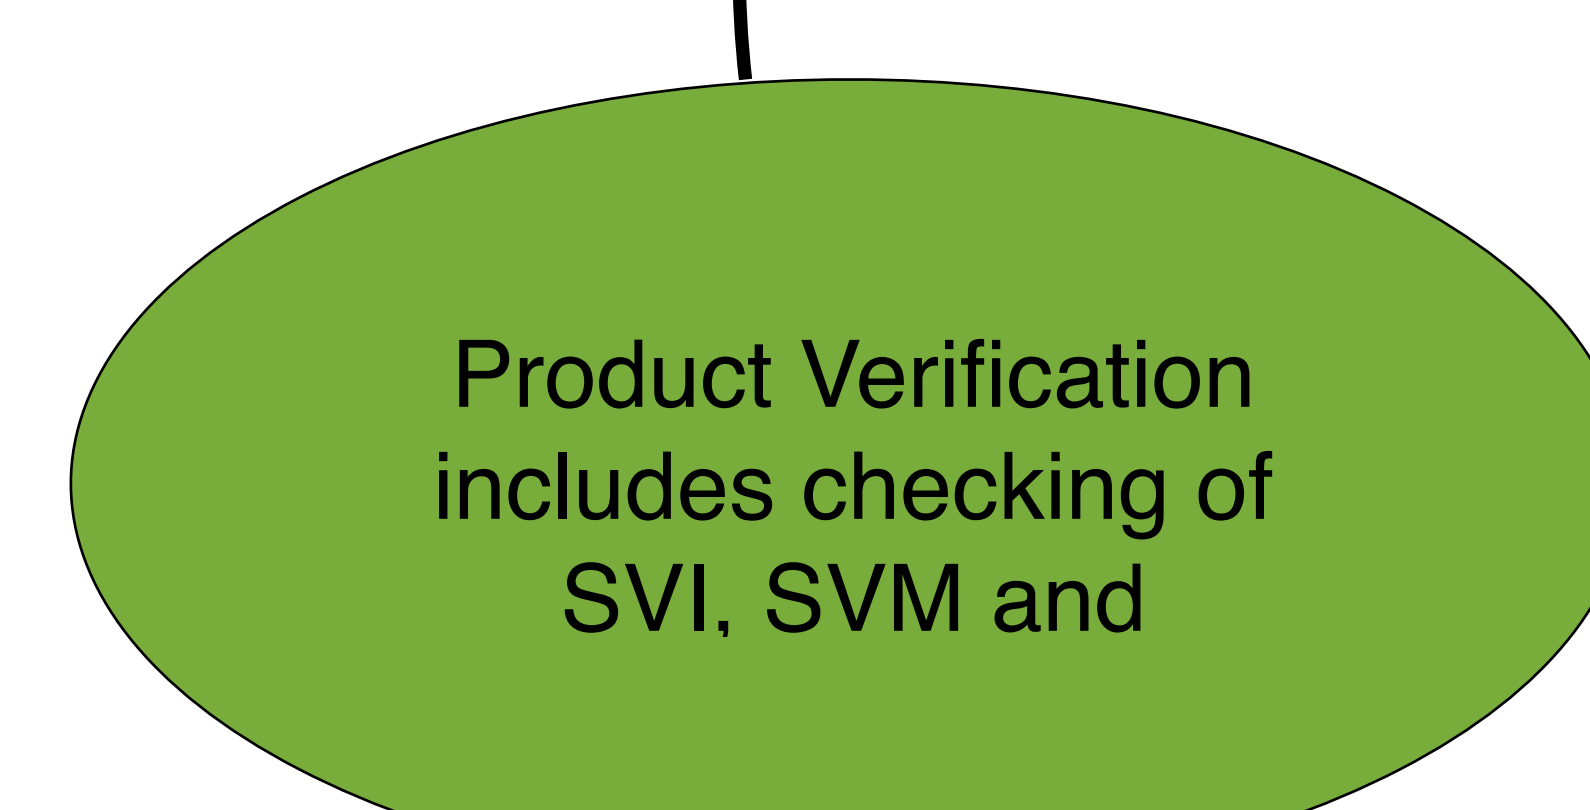 Product Verification
includes checking of
SVI, SVM and